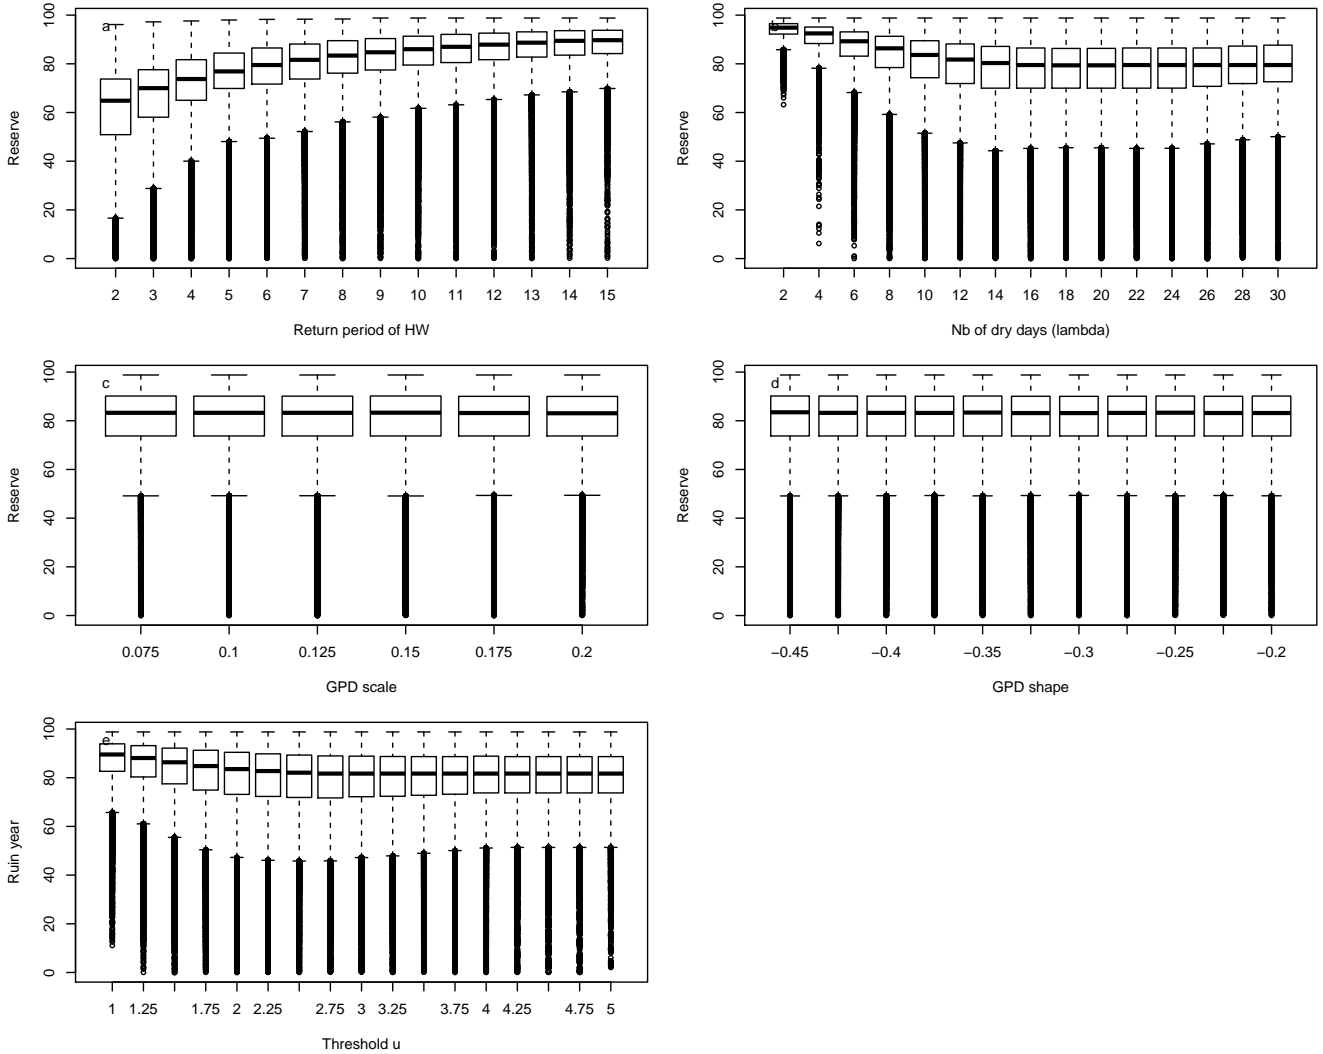 a
Reserve
0 20 40 60 80 100
2 3 4 5 6 7 8 9 10 11 12 13 14 15
Return period of HW
b
Reserve
0 20 40 60 80 100
2 4 6 8 10 12 14 16 18 20 22 24 26 28 30
Nb of dry days (lambda)
c
Reserve
0 20 40 60 80 100
0.075 0.1 0.125 0.15 0.175 0.2
GPD scale
d
Reserve
0 20 40 60 80 100
−0.45 −0.4 −0.35 −0.3 −0.25 −0.2
GPD shape
e
Ruin year
0 20 40 60 80 100
1 1.25 1.75 2 2.25 2.75 3 3.25 3.75 4 4.25 4.75 5
Threshold u